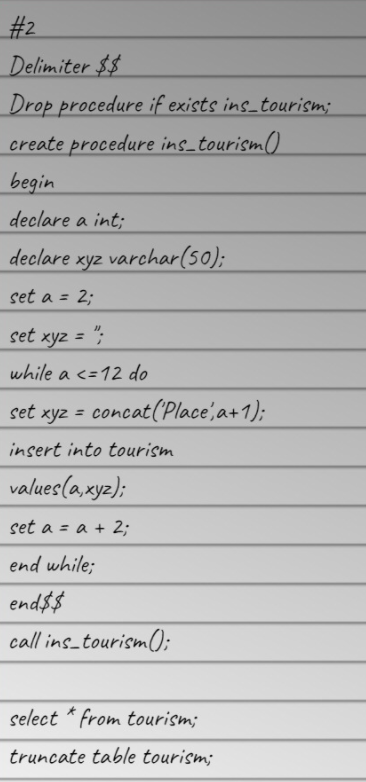 #2
Delimiter $$
Drop procedure if exists ins_tourism;
create procedure ins_tourism()
begin
declare a int;
declare xyz varchar(50);
set a = 2;
set xyz = '';
while a <=12 do
set xyz = concat('Place',a+1);
insert into tourism
values(a,xyz);
set a = a + 2;
end while;
end$$
call ins_tourism();
select * from tourism;
truncate table tourism;